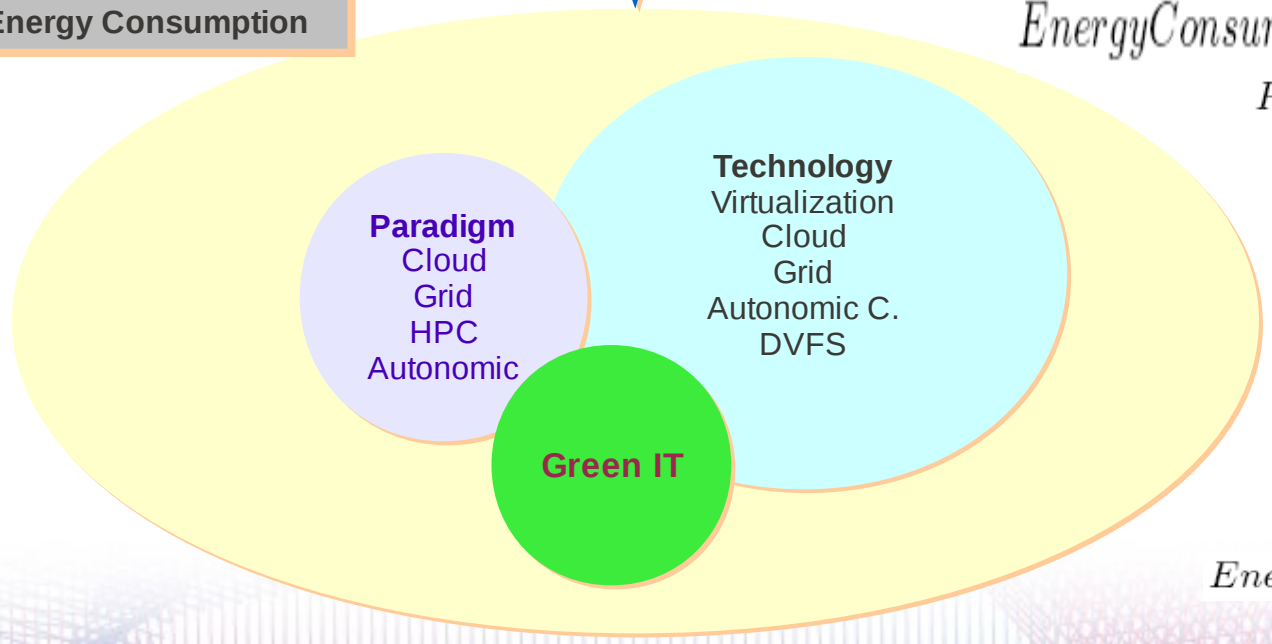 Energy Consumption
Paradigm
Cloud
Grid
HPC
Autonomic
Technology
Virtualization
Cloud
Grid
Autonomic C.
DVFS
Green IT